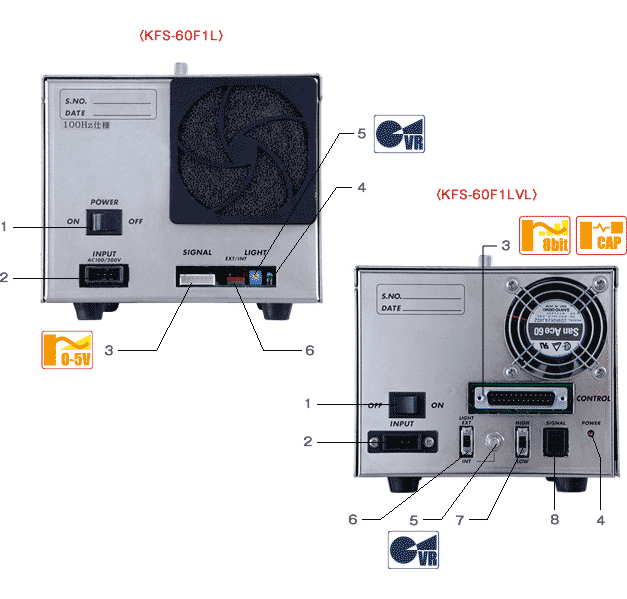 〈KFS-60F1L〉
S.NO.
DATE
100Hz仕様
5
VR
4
〈KFS-60F1LVL〉
POWER
ON
OFF
1
INPUT
AC100/200V
SIGNAL
LIGHT
EXT/INT
2
3
8bit
CAP
0-5V
3
6
S.NO.
DATE
San Ace 60
SANYO DENKI
CONTROL
1
OFF
ON
INPUT
2
LIGHT
EXT
INT
HIGH
LOW
SIGNAL
POWER
6
5
7
8
4
VR